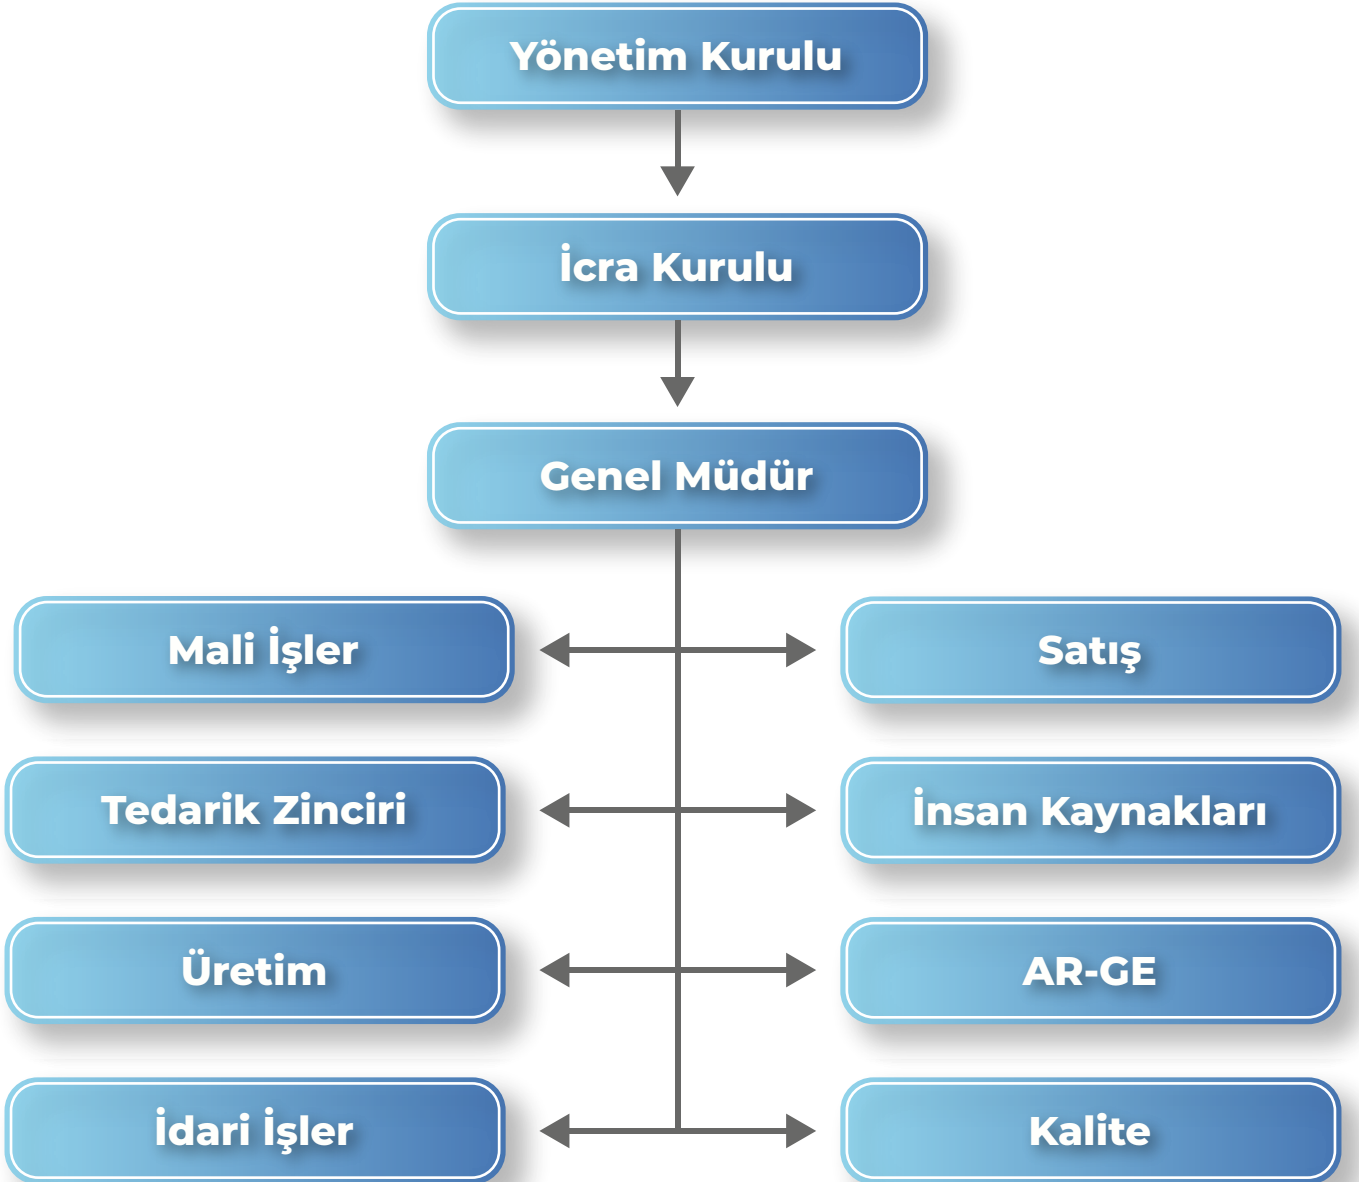 Yönetim Kurulu
İcra Kurulu
Genel Müdür
Mali İşler
Satış
Tedarik Zinciri
İnsan Kaynakları
Üretim
AR-GE
İdari İşler
Kalite